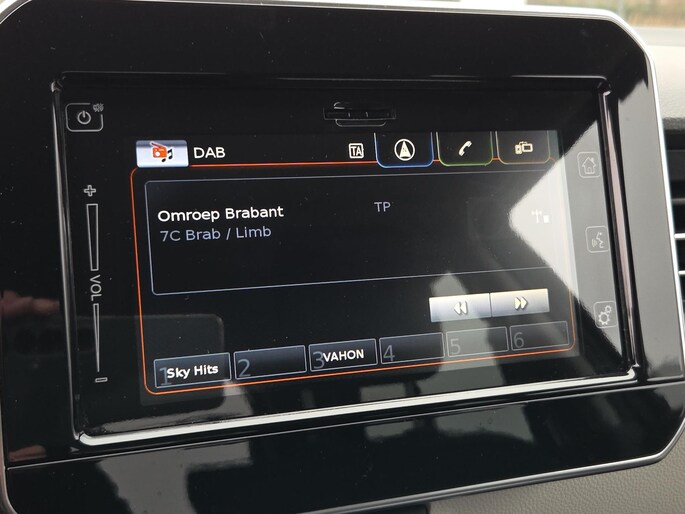 DAB TA
Omroep Brabant TP
7C Brab / Limb
+
VOL
-
1 Sky Hits 2 3 VAHON 4 5 6